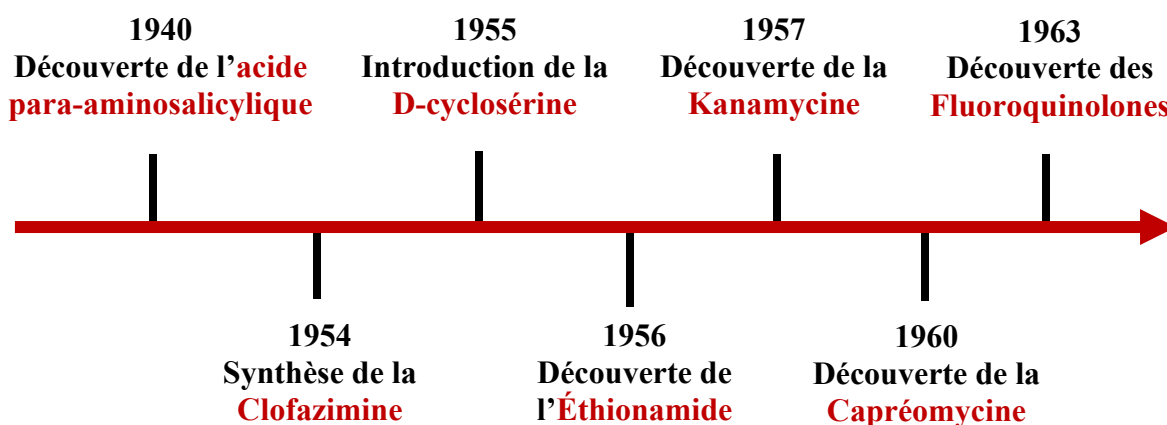 1940
Découverte de l’acide
para-aminosalicylique
1955
Introduction de la
D-cyclosérine
1957
Découverte de la
Kanamycine
1963
Découverte des
Fluoroquinolones
1954
Synthèse de la
Clofazimine
1956
Découverte de
l’Éthionamide
1960
Découverte de la
Capréomycine